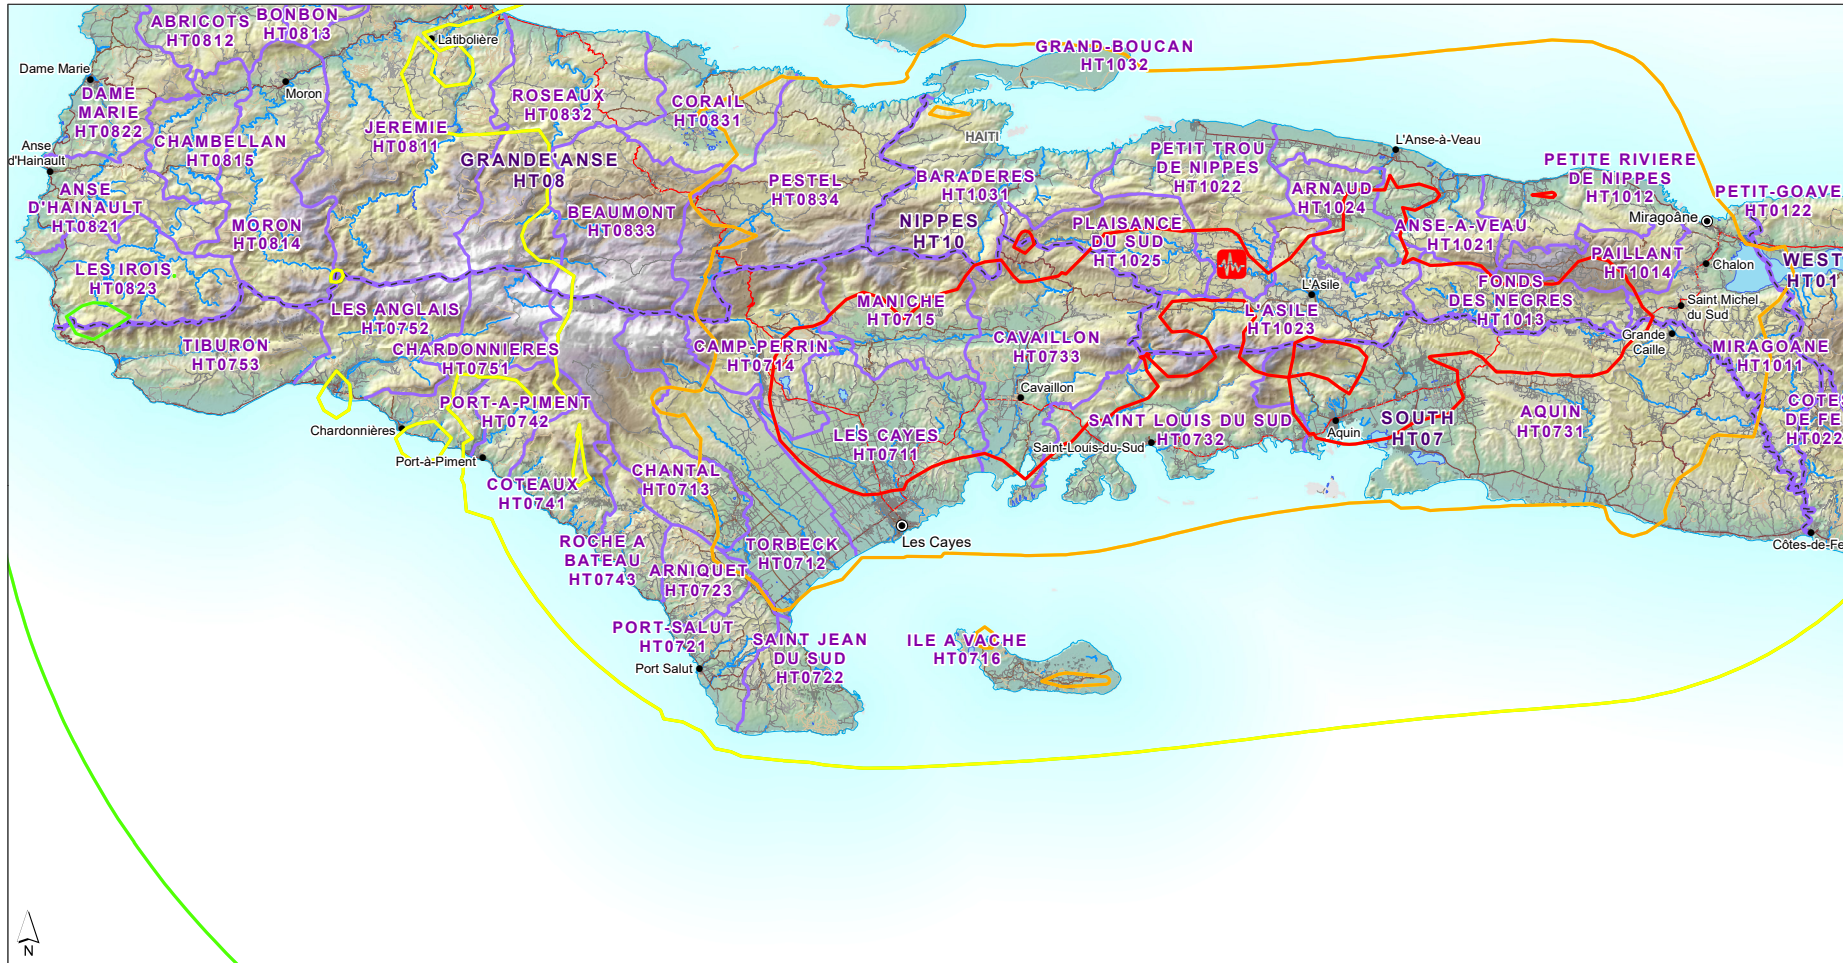 ABRICOTS
HT0812
BONBON
HT0813
Latibolière
GRAND-BOUCAN
HT1032
Dame Marie
DAME
MARIE
HT0822
Moron
ROSEAUX
HT0832
CORAIL
HT0831
JEREMIE
HT0811
CHAMBELLAN
HT0815
Anse
d'Hainault
GRANDE'ANSE
HT08
HAITI
PETIT TROU
DE NIPPES
HT1022
L'Anse-à-Veau
PETITE RIVIERE
DE NIPPES
HT1012
ANSE
D'HAINAULT
HT0821
PESTEL
HT0834
BARADERES
HT1031
ARNAUD
HT1024
PETIT-GOAVE
HT0122
Miragoâne
MORON
HT0814
BEAUMONT
HT0833
NIPPES
HT10
PLAISANCE
DU SUD
HT1025
ANSE-A-VEAU
HT1021
PAILLANT
HT1014
Chalon
WEST
HT01
LES IROIS
HT0823
LES ANGLAIS
HT0752
MANICHE
HT0715
L'Asile
L'ASILE
HT1023
FONDS
DES NEGRES
HT1013
Saint Michel
du Sud
Grande
Caille
TIBURON
HT0753
CHARDONNIERES
HT0751
CAMP-PERRIN
HT0714
CAVAILLON
HT0733
MIRAGOANE
HT1011
Cavaillon
PORT-A-PIMENT
HT0742
Chardonnières
Port-à-Piment
LES CAYES
HT0711
Saint-Louis-du-Sud
SAINT LOUIS DU SUD
HT0732
Aquin
SOUTH
HT07
AQUIN
HT0731
COTES
DE FE
HT022
COTEAUX
HT0741
CHANTAL
HT0713
Les Cayes
Côtes-de-Fe
ROCHE A
BATEAU
HT0743
ARNIQUET
HT0723
TORBECK
HT0712
PORT-SALUT
HT0721
Port Salut
SAINT JEAN
DU SUD
HT0722
ILE A VACHE
HT0716
N